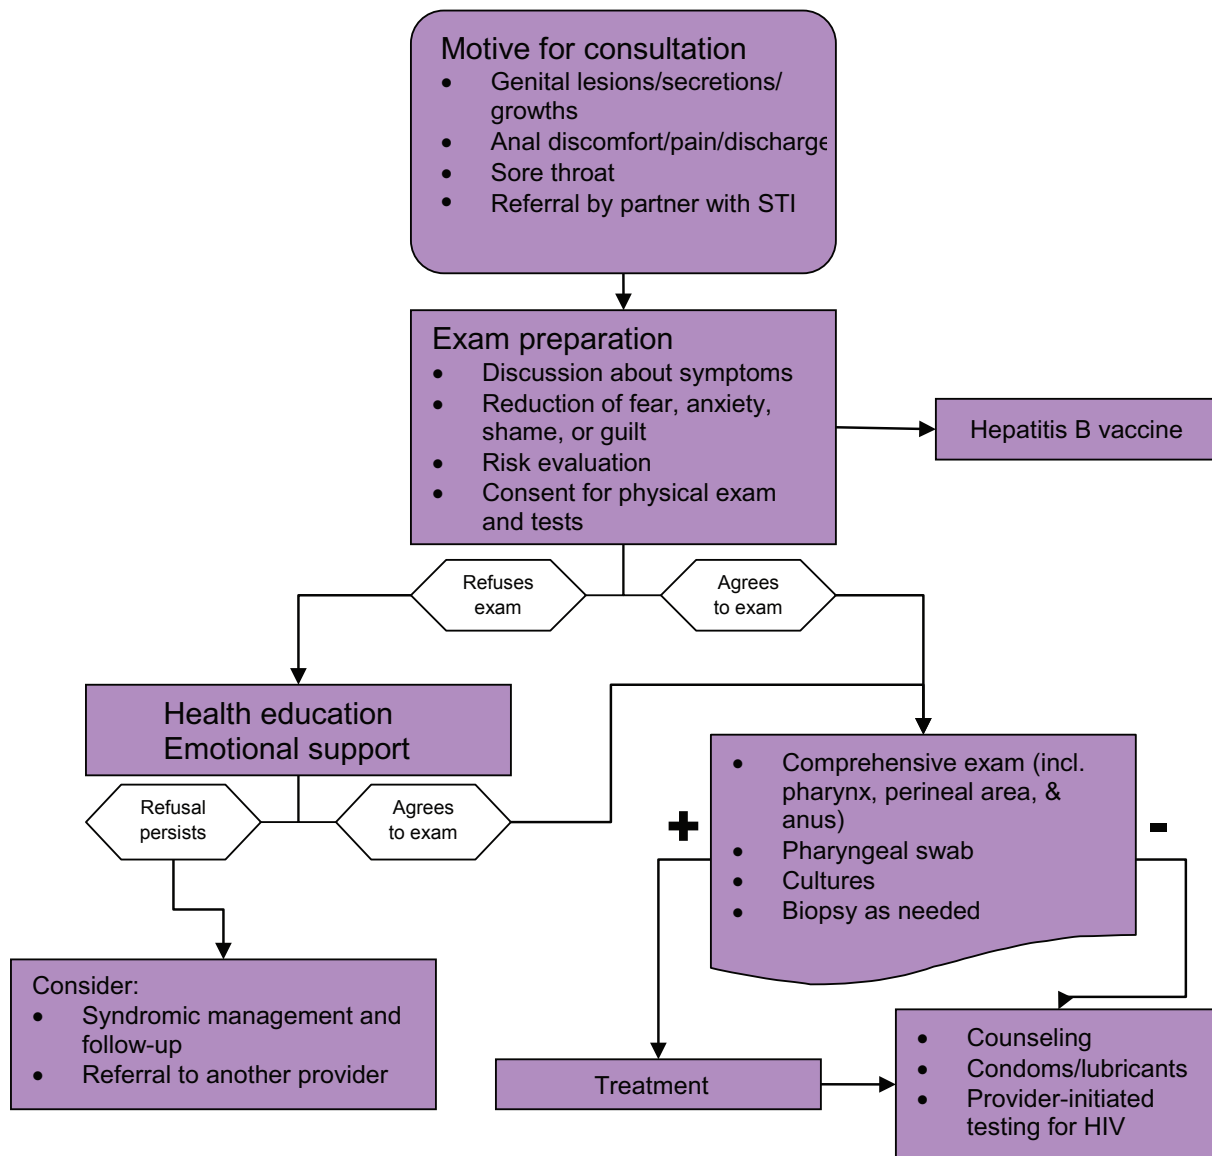 Motive for consultation
• Genital lesions/secretions/
growths
• Anal discomfort/pain/discharge
• Sore throat
• Referral by partner with STI
Exam preparation
• Discussion about symptoms
• Reduction of fear, anxiety,
shame, or guilt
• Risk evaluation
• Consent for physical exam
and tests
Hepatitis B vaccine
Refuses
exam
Agrees
to exam
Health education
Emotional support
Refusal
persists
Agrees
to exam
• Comprehensive exam (incl.
pharynx, perineal area, &
anus)
• Pharyngeal swab
• Cultures
• Biopsy as needed
+
-
Consider:
• Syndromic management and
follow-up
• Referral to another provider
Treatment
• Counseling
• Condoms/lubricants
• Provider-initiated
testing for HIV